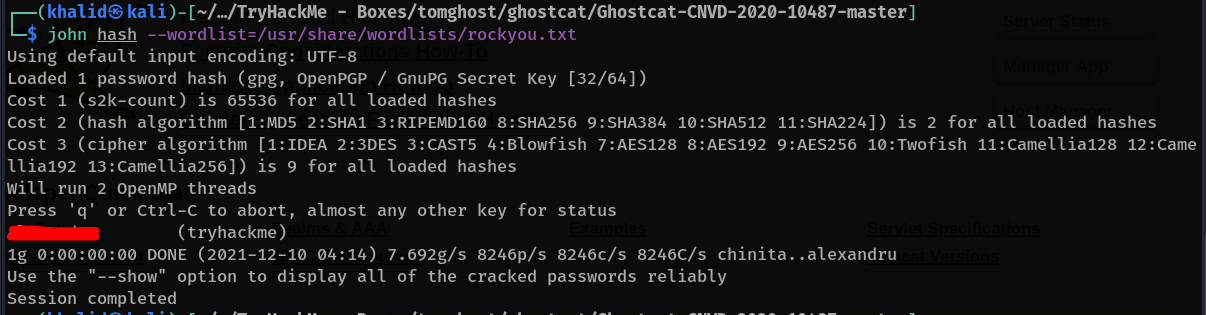 ┌──(khalid㉿kali)-[~/…/TryHackMe - Boxes/tomghost/ghostcat/Ghostcat-CNVD-2020-10487-master]
Server Status
└─$ john hash --wordlist=/usr/share/wordlists/rockyou.txt
Using default input encoding: UTF-8
Loaded 1 password hash (gpg, OpenPGP / GnuPG Secret Key [32/64])
Manager App
Cost 1 (s2k-count) is 65536 for all loaded hashes
Host Manager
Cost 2 (hash algorithm [1:MD5 2:SHA1 3:RIPEMD160 8:SHA256 9:SHA384 10:SHA512 11:SHA224]) is 2 for all loaded hashes
Cost 3 (cipher algorithm [1:IDEA 2:3DES 3:CAST5 4:Blowfish 7:AES128 8:AES192 9:AES256 10:Twofish 11:Camellia128 12:Came
llia192 13:Camellia256]) is 9 for all loaded hashes
Will run 2 OpenMP threads
Press 'q' or Ctrl-C to abort, almost any other key for status
(tryhackme)
Examples
Servlet Specifications
1g 0:00:00:00 DONE (2021-12-10 04:14) 7.692g/s 8246p/s 8246c/s 8246C/s chinita..alexandru
Versions
Use the "--show" option to display all of the cracked passwords reliably
Session completed